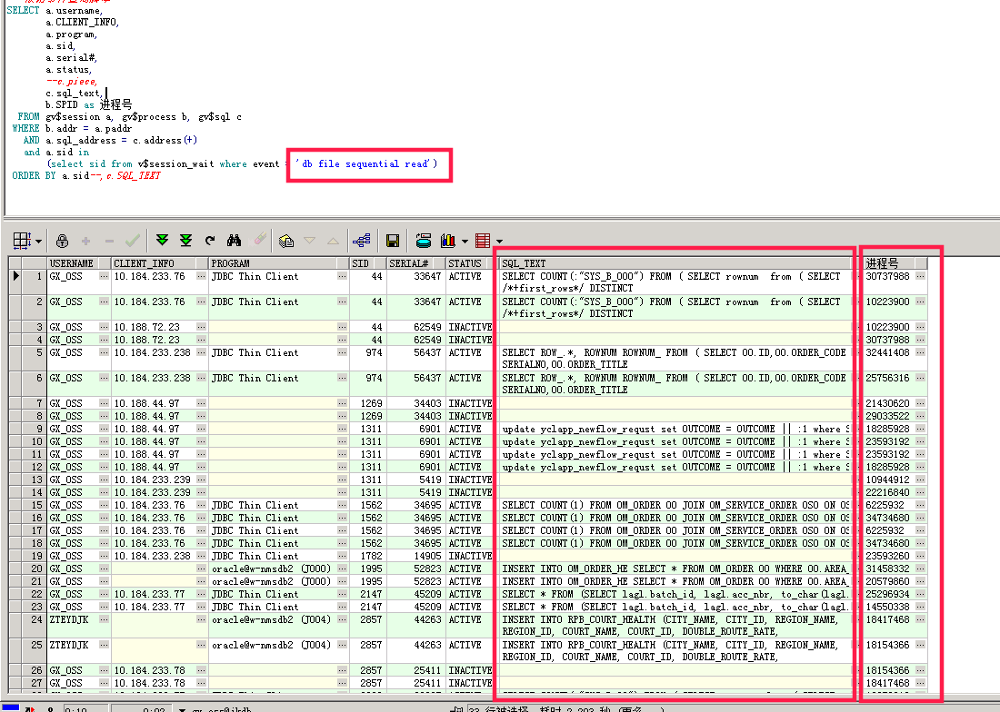 SELECT a.username,
a.CLIENT_INFO,
a.program,
a.sid,
a.serial#,
a.status,
--c.piece,
c.sql_text,
b.SPID as 进程号
FROM gv$session a, gv$process b, gv$sql c
WHERE b.addr = a.paddr
AND a.sql_address = c.address(+)
and a.sid in
(select sid from v$session_wait where event = 'db file sequential read')
ORDER BY a.sid--,c.SQL_TEXT
USERNAME CLIENT_INFO PROGRAM SID SERIAL# STATUS SQL_TEXT 进程号
1 GX_OSS ... 10.184.233.76 ... JDBC Thin Client ... 44 33647 ACTIVE SELECT COUNT(:"SYS_B_000") FROM ( SELECT rownum from ( SELECT 30737988 ...
/*+first_rows*/ DISTINCT
2 GX_OSS ... 10.184.233.76 ... JDBC Thin Client ... 44 33647 ACTIVE SELECT COUNT(:"SYS_B_000") FROM ( SELECT rownum from ( SELECT 10223900 ...
/*+first_rows*/ DISTINCT
3 GX_OSS ... 10.188.72.23 ... ... 44 62549 INACTIVE 10223900 ...
4 GX_OSS ... 10.188.72.23 ... ... 44 62549 INACTIVE 30737988 ...
5 GX_OSS ... 10.184.233.238 ... JDBC Thin Client ... 974 56437 ACTIVE SELECT ROW_.*, ROWNUM ROWNUM_ FROM ( SELECT OO.ID,OO.ORDER_CODE 32441408 ...
SERIALNO,OO.ORDER_TITLE
6 GX_OSS ... 10.184.233.238 ... JDBC Thin Client ... 974 56437 ACTIVE SELECT ROW_.*, ROWNUM ROWNUM_ FROM ( SELECT OO.ID,OO.ORDER_CODE 25756316 ...
SERIALNO,OO.ORDER_TITLE
7 GX_OSS ... 10.188.44.97 ... ... 1269 34403 INACTIVE 21430620 ...
8 GX_OSS ... 10.188.44.97 ... ... 1269 34403 INACTIVE 29033522 ...
9 GX_OSS ... 10.188.44.97 ... ... 1311 6901 ACTIVE update yclapp_newflow_requst set OUTCOME = OUTCOME || :1 where S 18285928 ...
10 GX_OSS ... 10.188.44.97 ... ... 1311 6901 ACTIVE update yclapp_newflow_requst set OUTCOME = OUTCOME || :1 where S 23593192 ...
11 GX_OSS ... 10.188.44.97 ... ... 1311 6901 ACTIVE update yclapp_newflow_requst set OUTCOME = OUTCOME || :1 where S 23593192 ...
12 GX_OSS ... 10.188.44.97 ... ... 1311 6901 ACTIVE update yclapp_newflow_requst set OUTCOME = OUTCOME || :1 where S 18285928 ...
13 GX_OSS ... 10.184.233.239 ... ... 1311 5419 INACTIVE 10944912 ...
14 GX_OSS ... 10.184.233.239 ... ... 1311 5419 INACTIVE 22216840 ...
15 GX_OSS ... 10.184.233.76 ... JDBC Thin Client ... 1562 34695 ACTIVE SELECT COUNT(1) FROM OM_ORDER OO JOIN OM_SERVICE_ORDER OSO ON OS 6225932 ...
16 GX_OSS ... 10.184.233.76 ... JDBC Thin Client ... 1562 34695 ACTIVE SELECT COUNT(1) FROM OM_ORDER OO JOIN OM_SERVICE_ORDER OSO ON OS 34734680 ...
17 GX_OSS ... 10.184.233.76 ... JDBC Thin Client ... 1562 34695 ACTIVE SELECT COUNT(1) FROM OM_ORDER OO JOIN OM_SERVICE_ORDER OSO ON OS 6225932 ...
18 GX_OSS ... 10.184.233.76 ... JDBC Thin Client ... 1562 34695 ACTIVE SELECT COUNT(1) FROM OM_ORDER OO JOIN OM_SERVICE_ORDER OSO ON OS 34734680 ...
19 GX_OSS ... 10.184.233.238 ... JDBC Thin Client ... 1782 14905 INACTIVE 23593260 ...
20 GX_OSS ... ... oracle@w-nmsdb2 (J000) ... 1995 52823 ACTIVE INSERT INTO OM_ORDER_HE SELECT * FROM OM_ORDER OO WHERE OO.AREA_ 31458332 ...
21 GX_OSS ... ... oracle@w-nmsdb2 (J000) ... 1995 52823 ACTIVE INSERT INTO OM_ORDER_HE SELECT * FROM OM_ORDER OO WHERE OO.AREA_ 20579860 ...
22 GX_OSS ... 10.184.233.77 ... JDBC Thin Client ... 2147 45209 ACTIVE SELECT * FROM (SELECT lagl.batch_id, lagl.acc_nbr, to_char(lagl. 25296934 ...
23 GX_OSS ... 10.184.233.77 ... JDBC Thin Client ... 2147 45209 ACTIVE SELECT * FROM (SELECT lagl.batch_id, lagl.acc_nbr, to_char(lagl. 14550338 ...
24 ZTEYDJK ... ... oracle@w-nmsdb2 (J004) ... 2857 44263 ACTIVE INSERT INTO RPB_COURT_HEALTH (CITY_NAME, CITY_ID, REGION_NAME, 18417468 ...
REGION_ID, COURT_NAME, COURT_ID, DOUBLE_ROUTE_RATE,
25 ZTEYDJK ... ... oracle@w-nmsdb2 (J004) ... 2857 44263 ACTIVE INSERT INTO RPB_COURT_HEALTH (CITY_NAME, CITY_ID, REGION_NAME, 18154366 ...
REGION_ID, COURT_NAME, COURT_ID, DOUBLE_ROUTE_RATE,
26 GX_OSS ... 10.184.233.78 ... ... 2857 25411 INACTIVE 18154366 ...
27 GX_OSS ... 10.184.233.78 ... ... 2857 25411 INACTIVE 18417468 ...